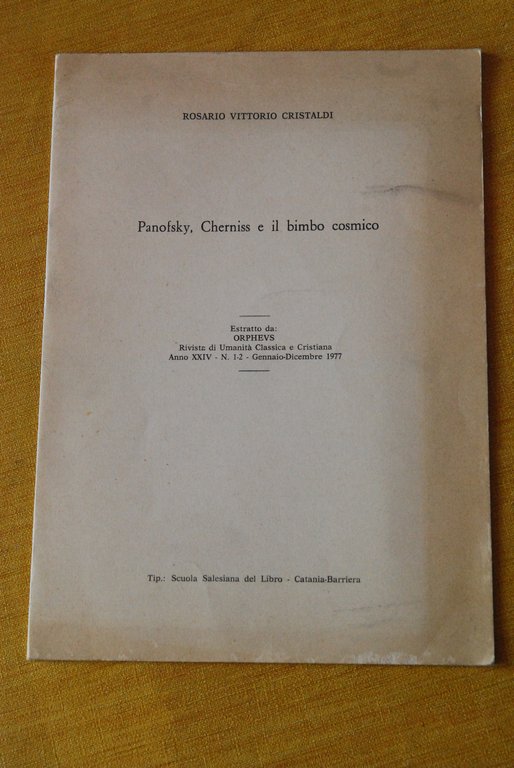 ROSARIO VITTORIO CRISTALDI
Panofsky, Cherniss e il bimbo cosmico
Estratto da:
ORPHEVS
Rivista di Umanità Classica e Cristiana
Anno XXIV - N. 1-2 - Gennaio-Dicembre 1977
Tip.: Scuola Salesiana del Libro - Catania-Barriera